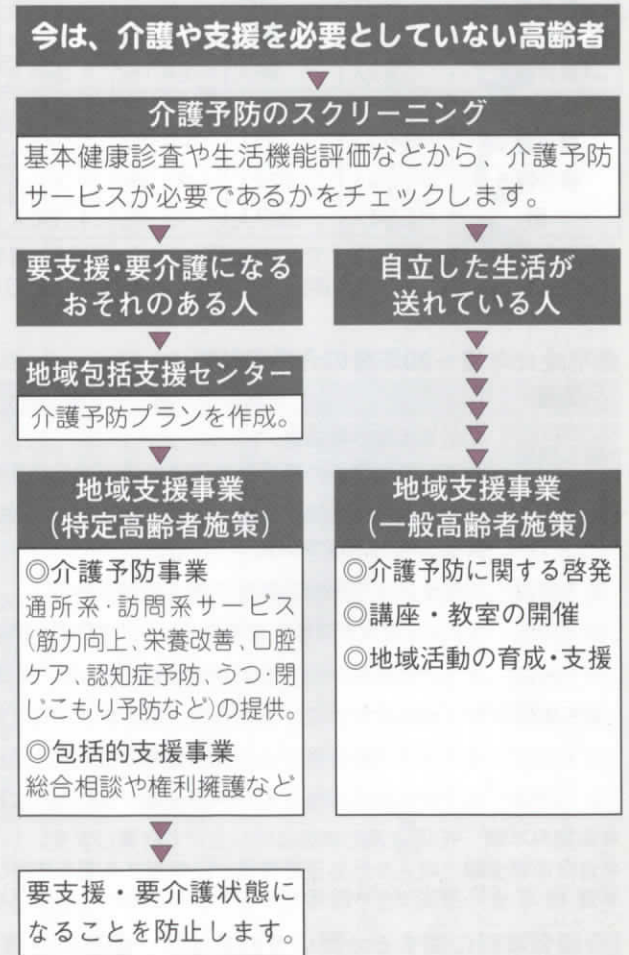 今は、介護や支援を必要としていない高齢者
介護予防のスクリーニング
基本健康診査や生活機能評価などから、介護予防
サービスが必要であるかをチェックします。
要支援・要介護になる
おそれのある人
地域包括支援センター
介護予防プランを作成。
地域支援事業
（特定高齢者施策）
◎介護予防事業
通所系・訪問系サービス
(筋力向上、栄養改善、口腔
ケア、認知症予防、うつ・閉
じこもり予防など)の提供。
◎包括的支援事業
総合相談や権利擁護など
要支援・要介護状態に
なることを防止します。
自立した生活が
送れている人
地域支援事業
（一般高齢者施策）
◎介護予防に関する啓発
◎講座・教室の開催
◎地域活動の育成・支援